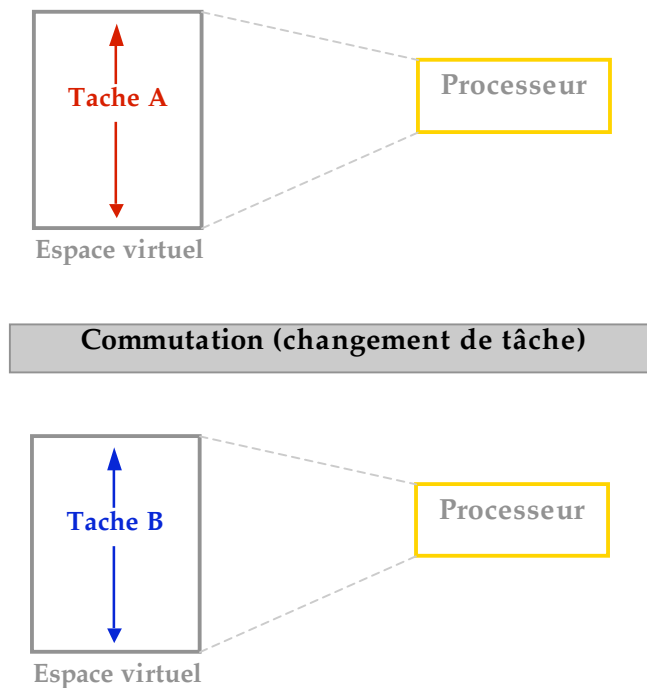 Processeur
Tache A
Espace virtuel
Commutation (changement de tâche)
Processeur
Tache B
Espace virtuel